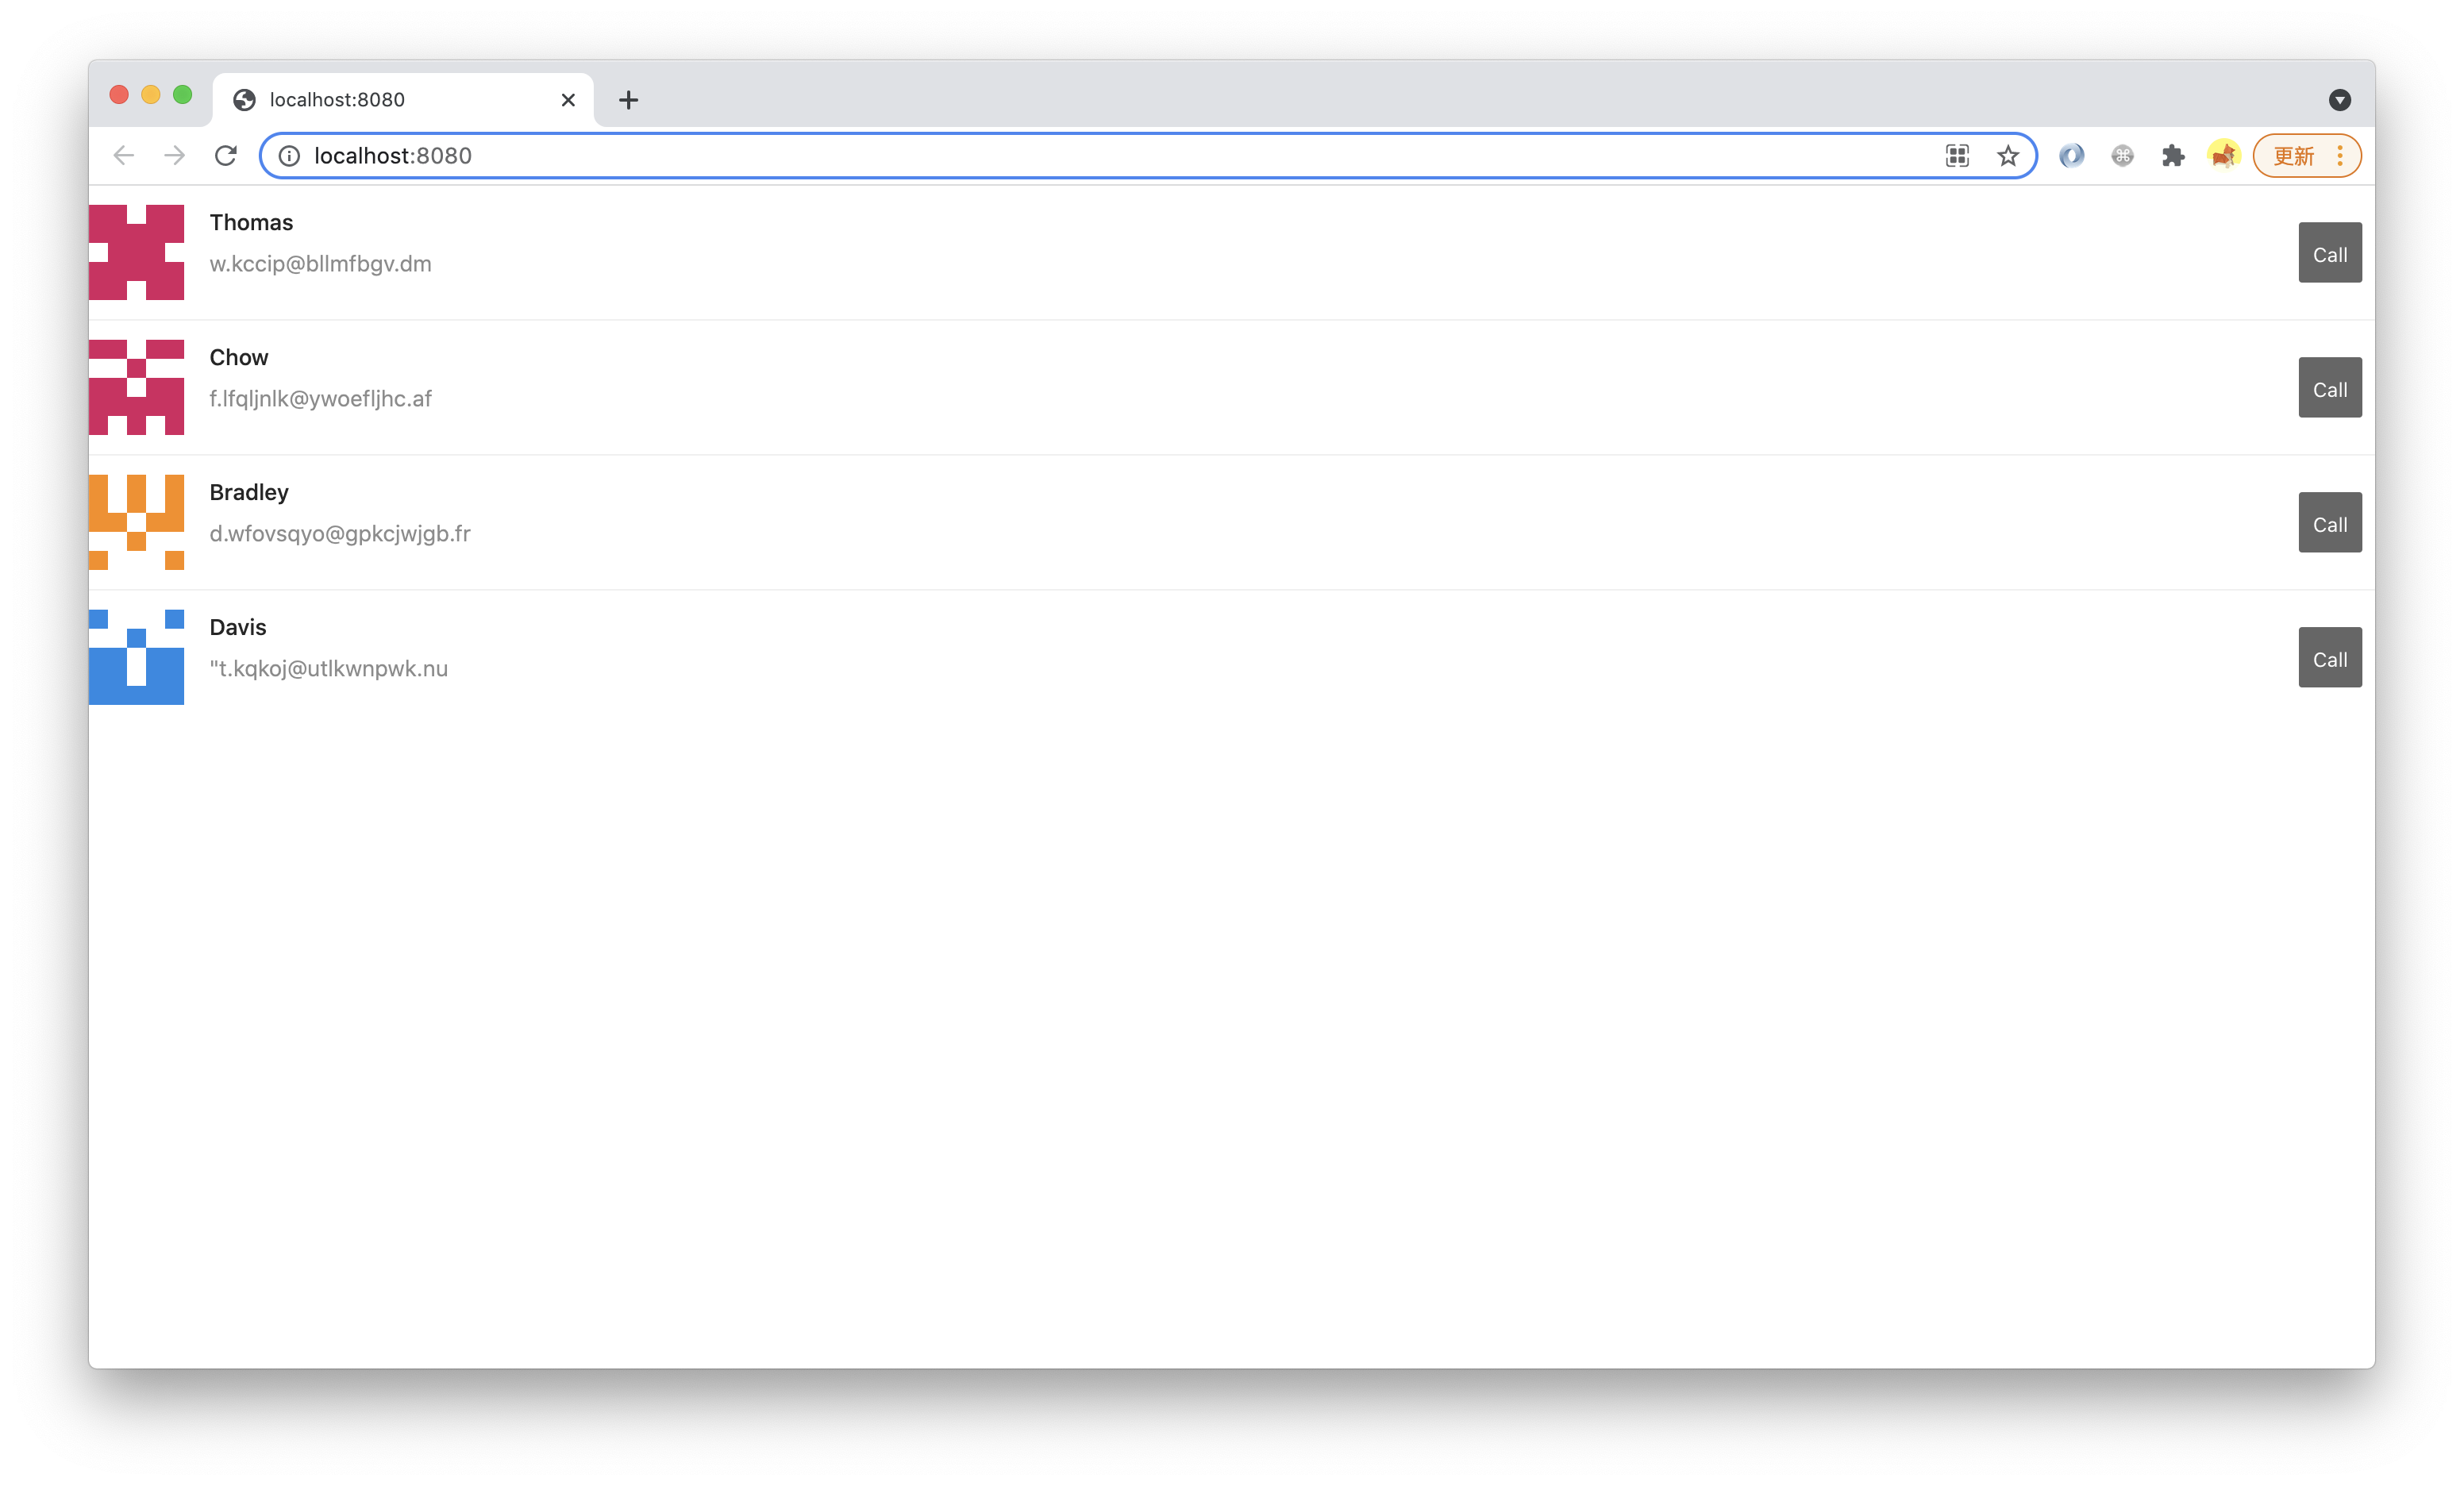 localhost:8080
localhost:8080
更新
Thomas
w.kccip@bllmfbgv.dm
Call
Chow
f.lfqljnlk@ywoefljhc.af
Call
Bradley
d.wfovsqyo@gpkcjwjgb.fr
Call
Davis
"t.kqkoj@utlkwnpwk.nu
Call